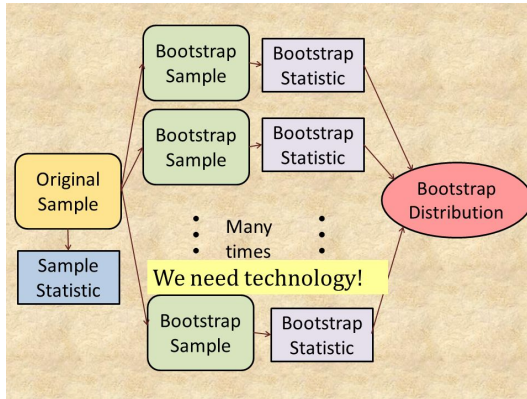 Bootstrap
Sample
Bootstrap
Statistic
Bootstrap
Sample
Bootstrap
Statistic
Original
Sample
Bootstrap
Distribution
Many
times
Sample
Statistic
We need technology!
Bootstrap
Sample
Bootstrap
Statistic